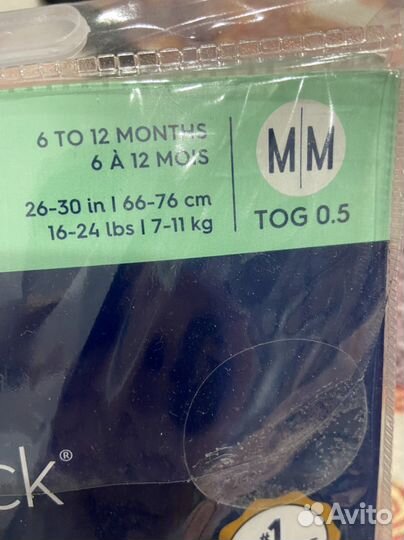 6 TO 12 MONTHS
6 À 12 MOIS
26-30 in | 66-76 cm
16-24 lbs | 7-11 kg
M|M
TOG 0.5
ck®
#1
Avito